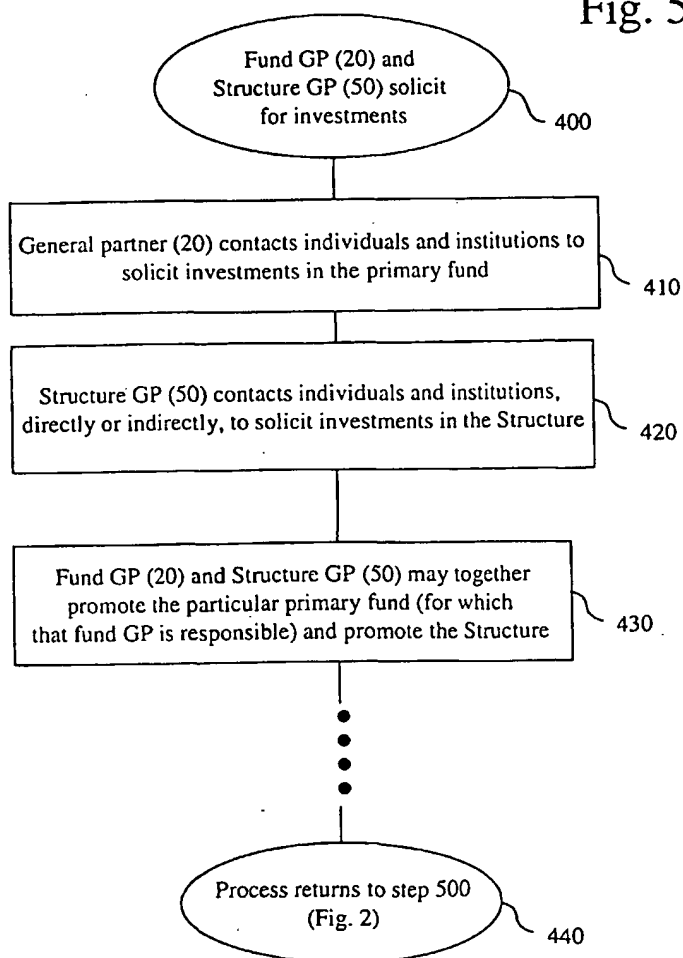 Fig. 5
Fund GP (20) and
Structure GP (50) solicit
for investments
400
General partner (20) contacts individuals and institutions to
solicit investments in the primary fund
410
Structure GP (50) contacts individuals and institutions,
directly or indirectly, to solicit investments in the Structure
420
Fund GP (20) and Structure GP (50) may together
promote the particular primary fund (for which
that fund GP is responsible) and promote the Structure
430
Process returns to step 500
(Fig. 2)
440